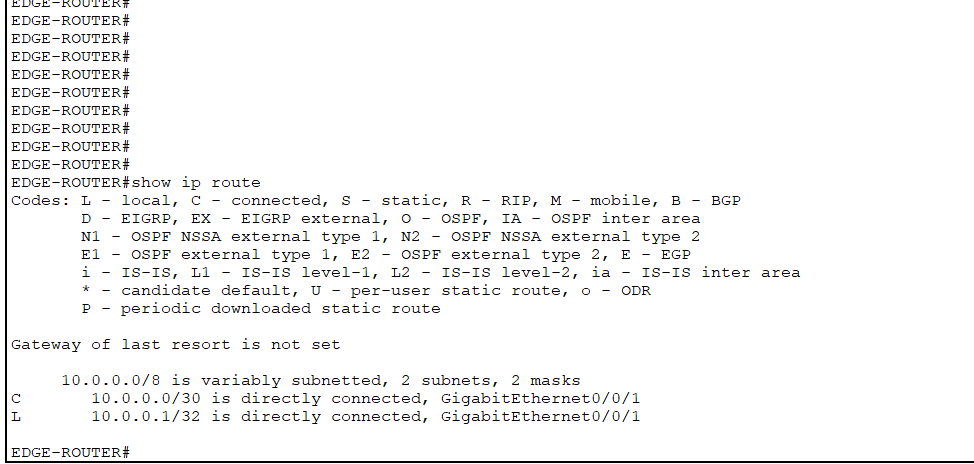 EDGE-ROUTER#
EDGE-ROUTER#
EDGE-ROUTER#
EDGE-ROUTER#
EDGE-ROUTER#
EDGE-ROUTER#
EDGE-ROUTER#
EDGE-ROUTER#
EDGE-ROUTER#
EDGE-ROUTER#
EDGE-ROUTER#show ip route
Codes: L - local, C - connected, S - static, R - RIP, M - mobile, B - BGP
       D - EIGRP, EX - EIGRP external, O - OSPF, IA - OSPF inter area
       N1 - OSPF NSSA external type 1, N2 - OSPF NSSA external type 2
       E1 - OSPF external type 1, E2 - OSPF external type 2, E - EGP
       i - IS-IS, L1 - IS-IS level-1, L2 - IS-IS level-2, ia - IS-IS inter area
       * - candidate default, U - per-user static route, o - ODR
       P - periodic downloaded static route

Gateway of last resort is not set

     10.0.0.0/8 is variably subnetted, 2 subnets, 2 masks
C       10.0.0.0/30 is directly connected, GigabitEthernet0/0/1
L       10.0.0.1/32 is directly connected, GigabitEthernet0/0/1

EDGE-ROUTER#